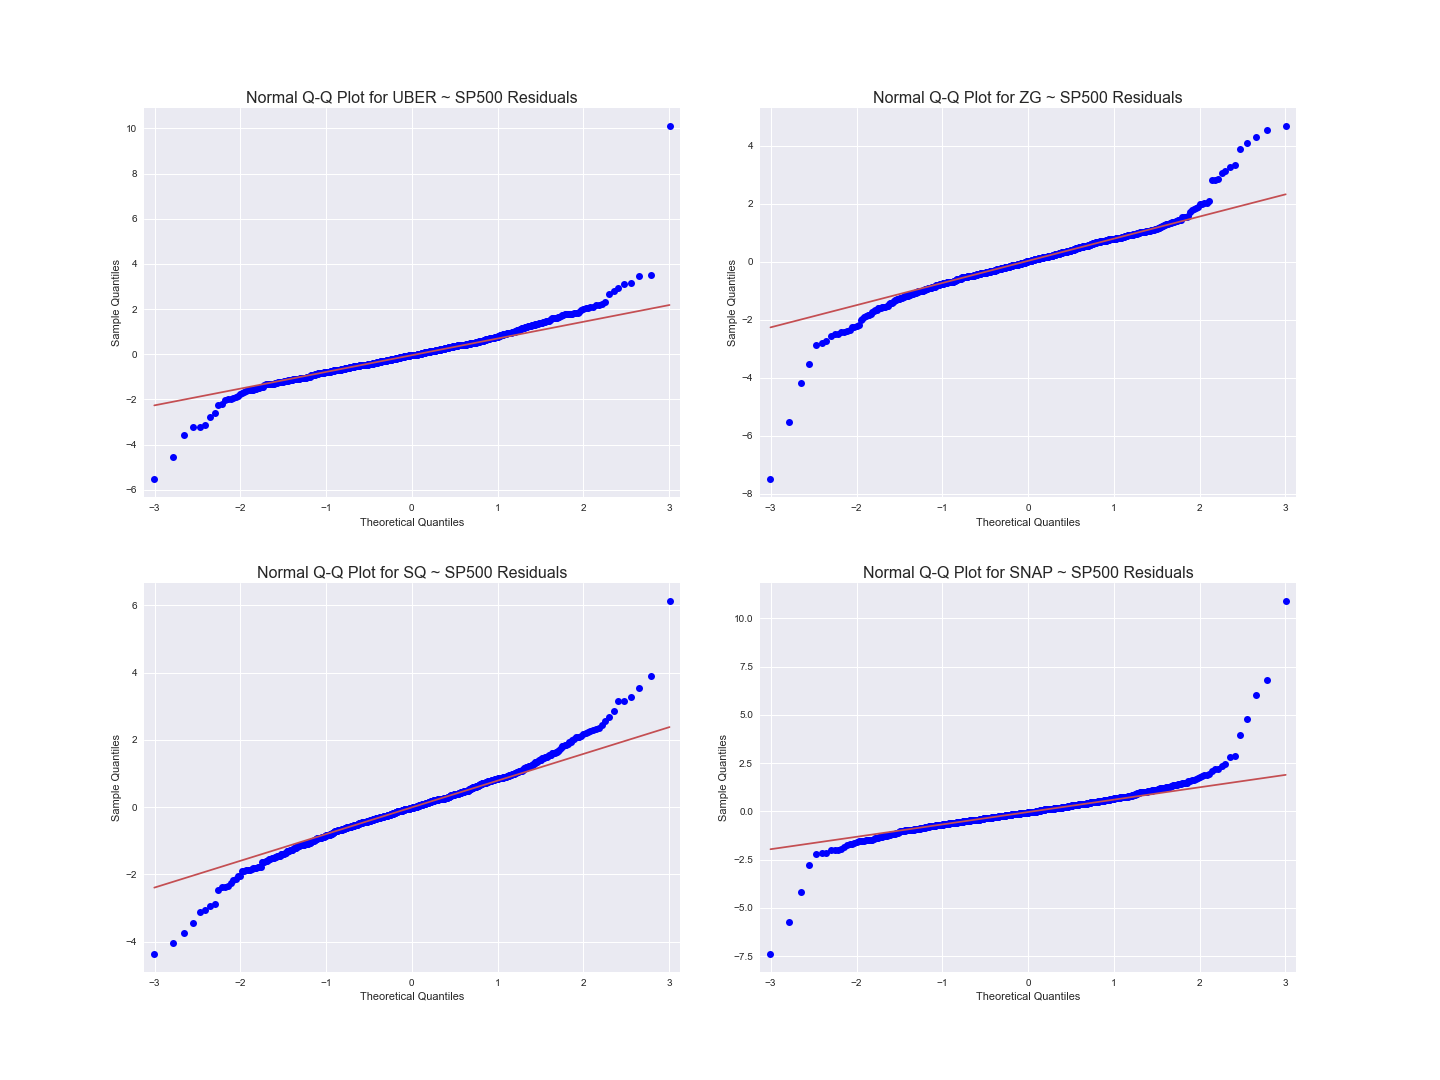 Normal Q-Q Plot for UBER ~ SP500 Residuals
10
8
6
4
2
0
−2
−4
−6
Sample Quantiles
−3 −2 −1 0 1 2 3
Theoretical Quantiles
Normal Q-Q Plot for ZG ~ SP500 Residuals
4
2
0
−2
−4
−6
−8
Sample Quantiles
−3 −2 −1 0 1 2 3
Theoretical Quantiles
Normal Q-Q Plot for SQ ~ SP500 Residuals
6
4
2
0
−2
−4
Sample Quantiles
−3 −2 −1 0 1 2 3
Theoretical Quantiles
Normal Q-Q Plot for SNAP ~ SP500 Residuals
10.0
7.5
5.0
2.5
0.0
−2.5
−5.0
−7.5
Sample Quantiles
−3 −2 −1 0 1 2 3
Theoretical Quantiles